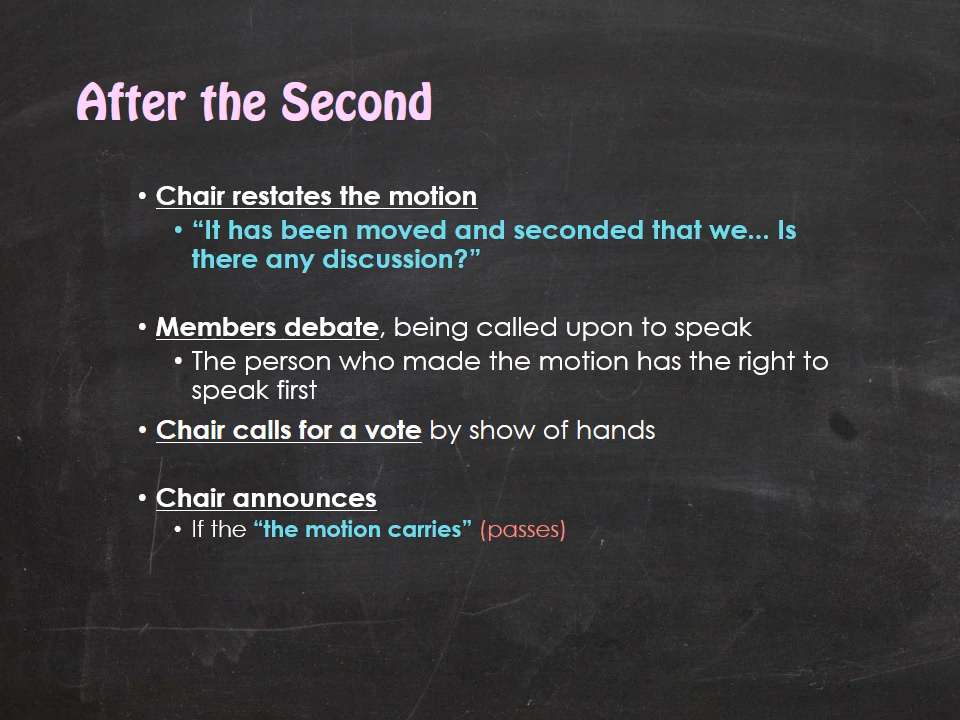 After the Second
• Chair restates the motion
• “It has been moved and seconded that we... Is
there any discussion?”
• Members debate, being called upon to speak
• The person who made the motion has the right to
speak first
• Chair calls for a vote by show of hands
• Chair announces
• If the “the motion carries” (passes)